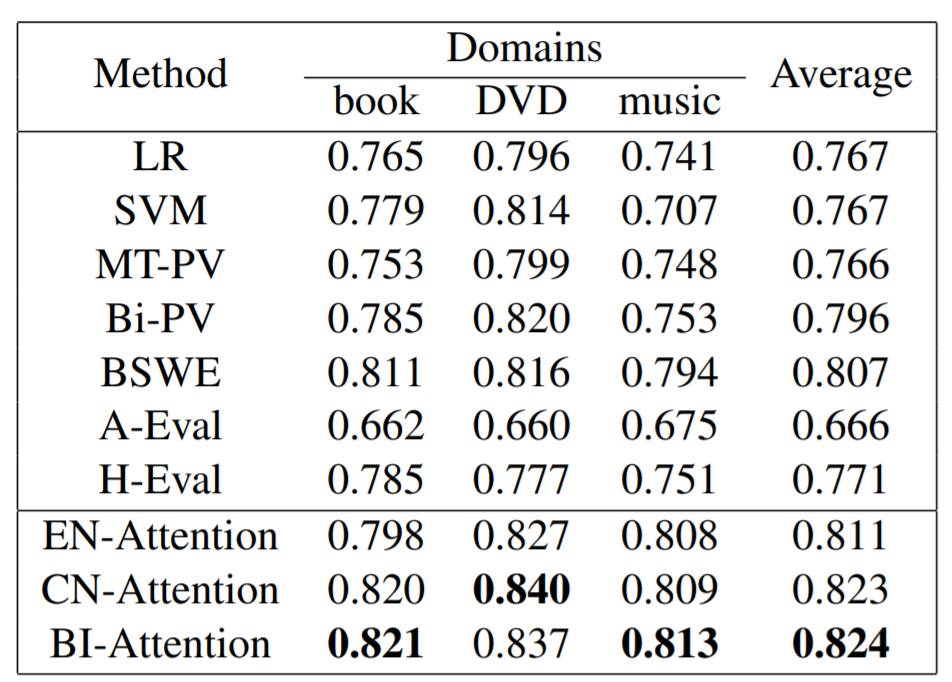 Method Domains Average
book DVD music
LR 0.765 0.796 0.741 0.767
SVM 0.779 0.814 0.707 0.767
MT-PV 0.753 0.799 0.748 0.766
Bi-PV 0.785 0.820 0.753 0.796
BSWE 0.811 0.816 0.794 0.807
A-Eval 0.662 0.660 0.675 0.666
H-Eval 0.785 0.777 0.751 0.771
EN-Attention 0.798 0.827 0.808 0.811
CN-Attention 0.820 0.840 0.809 0.823
BI-Attention 0.821 0.837 0.813 0.824